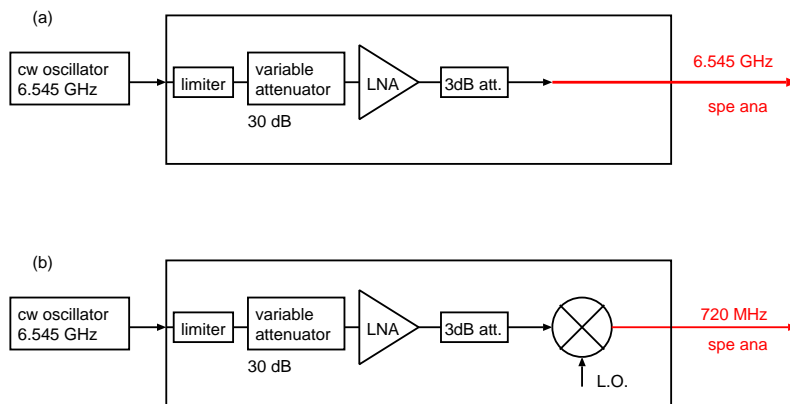 (a)
cw oscillator
6.545 GHz
limiter
variable
attenuator
30 dB
LNA
3dB att.
6.545 GHz
spe ana
(b)
cw oscillator
6.545 GHz
limiter
variable
attenuator
30 dB
LNA
3dB att.
L.O.
720 MHz
spe ana